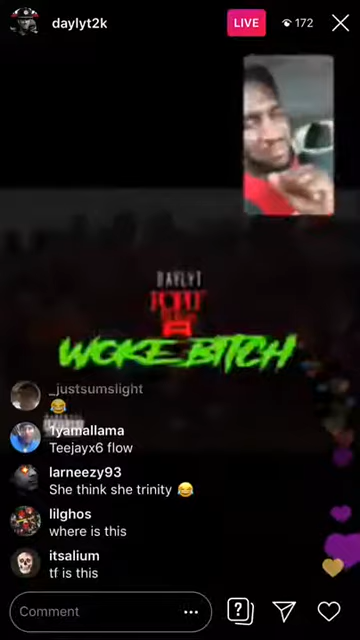 daylyt2k
LIVE
172
DAYLYT
WOKE BITCH
_justsumslight
😂
1yamallama
Teejayx6 flow
larneezy93
She think she trinity 😂
lilghos
where is this
itsalium
tf is this
Comment